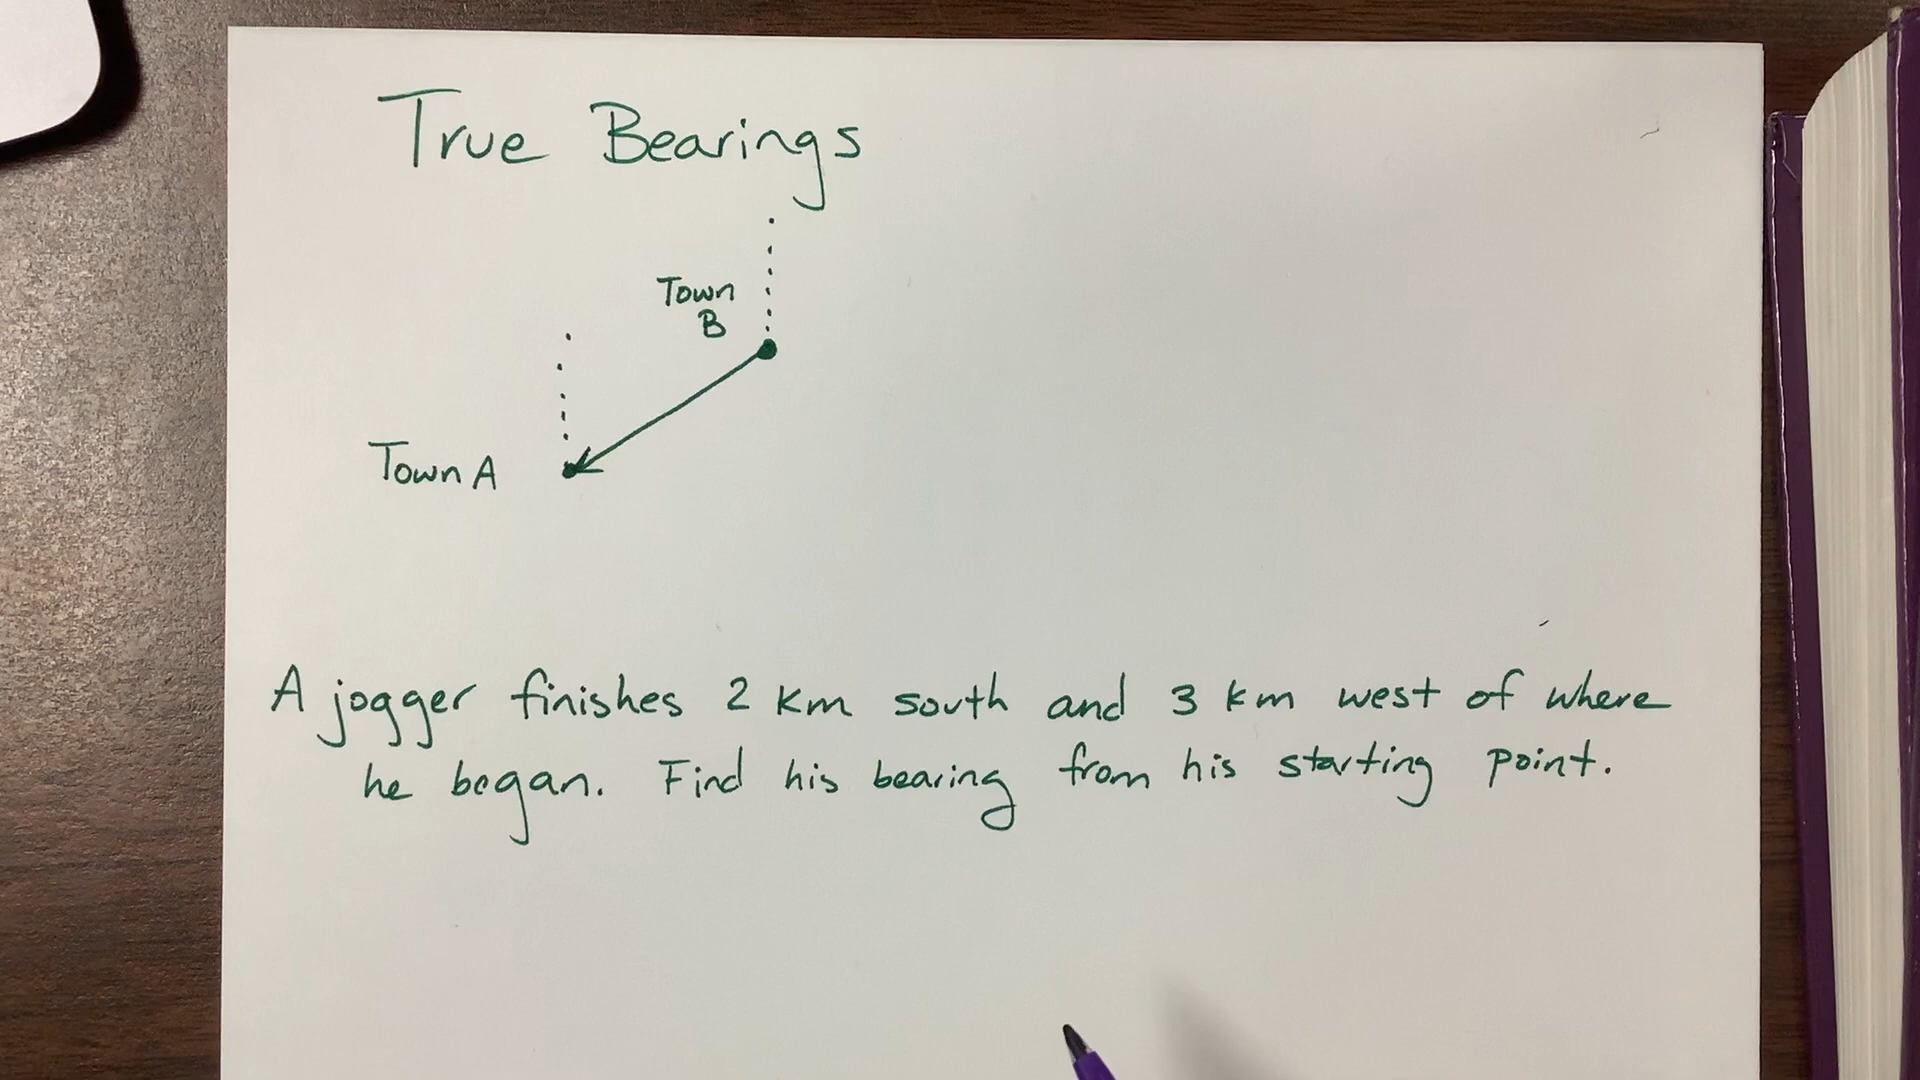 True Bearings
Town
B
Town A
A jogger finishes 2 km south and 3 km west of where
he began. Find his bearing from his starting point.